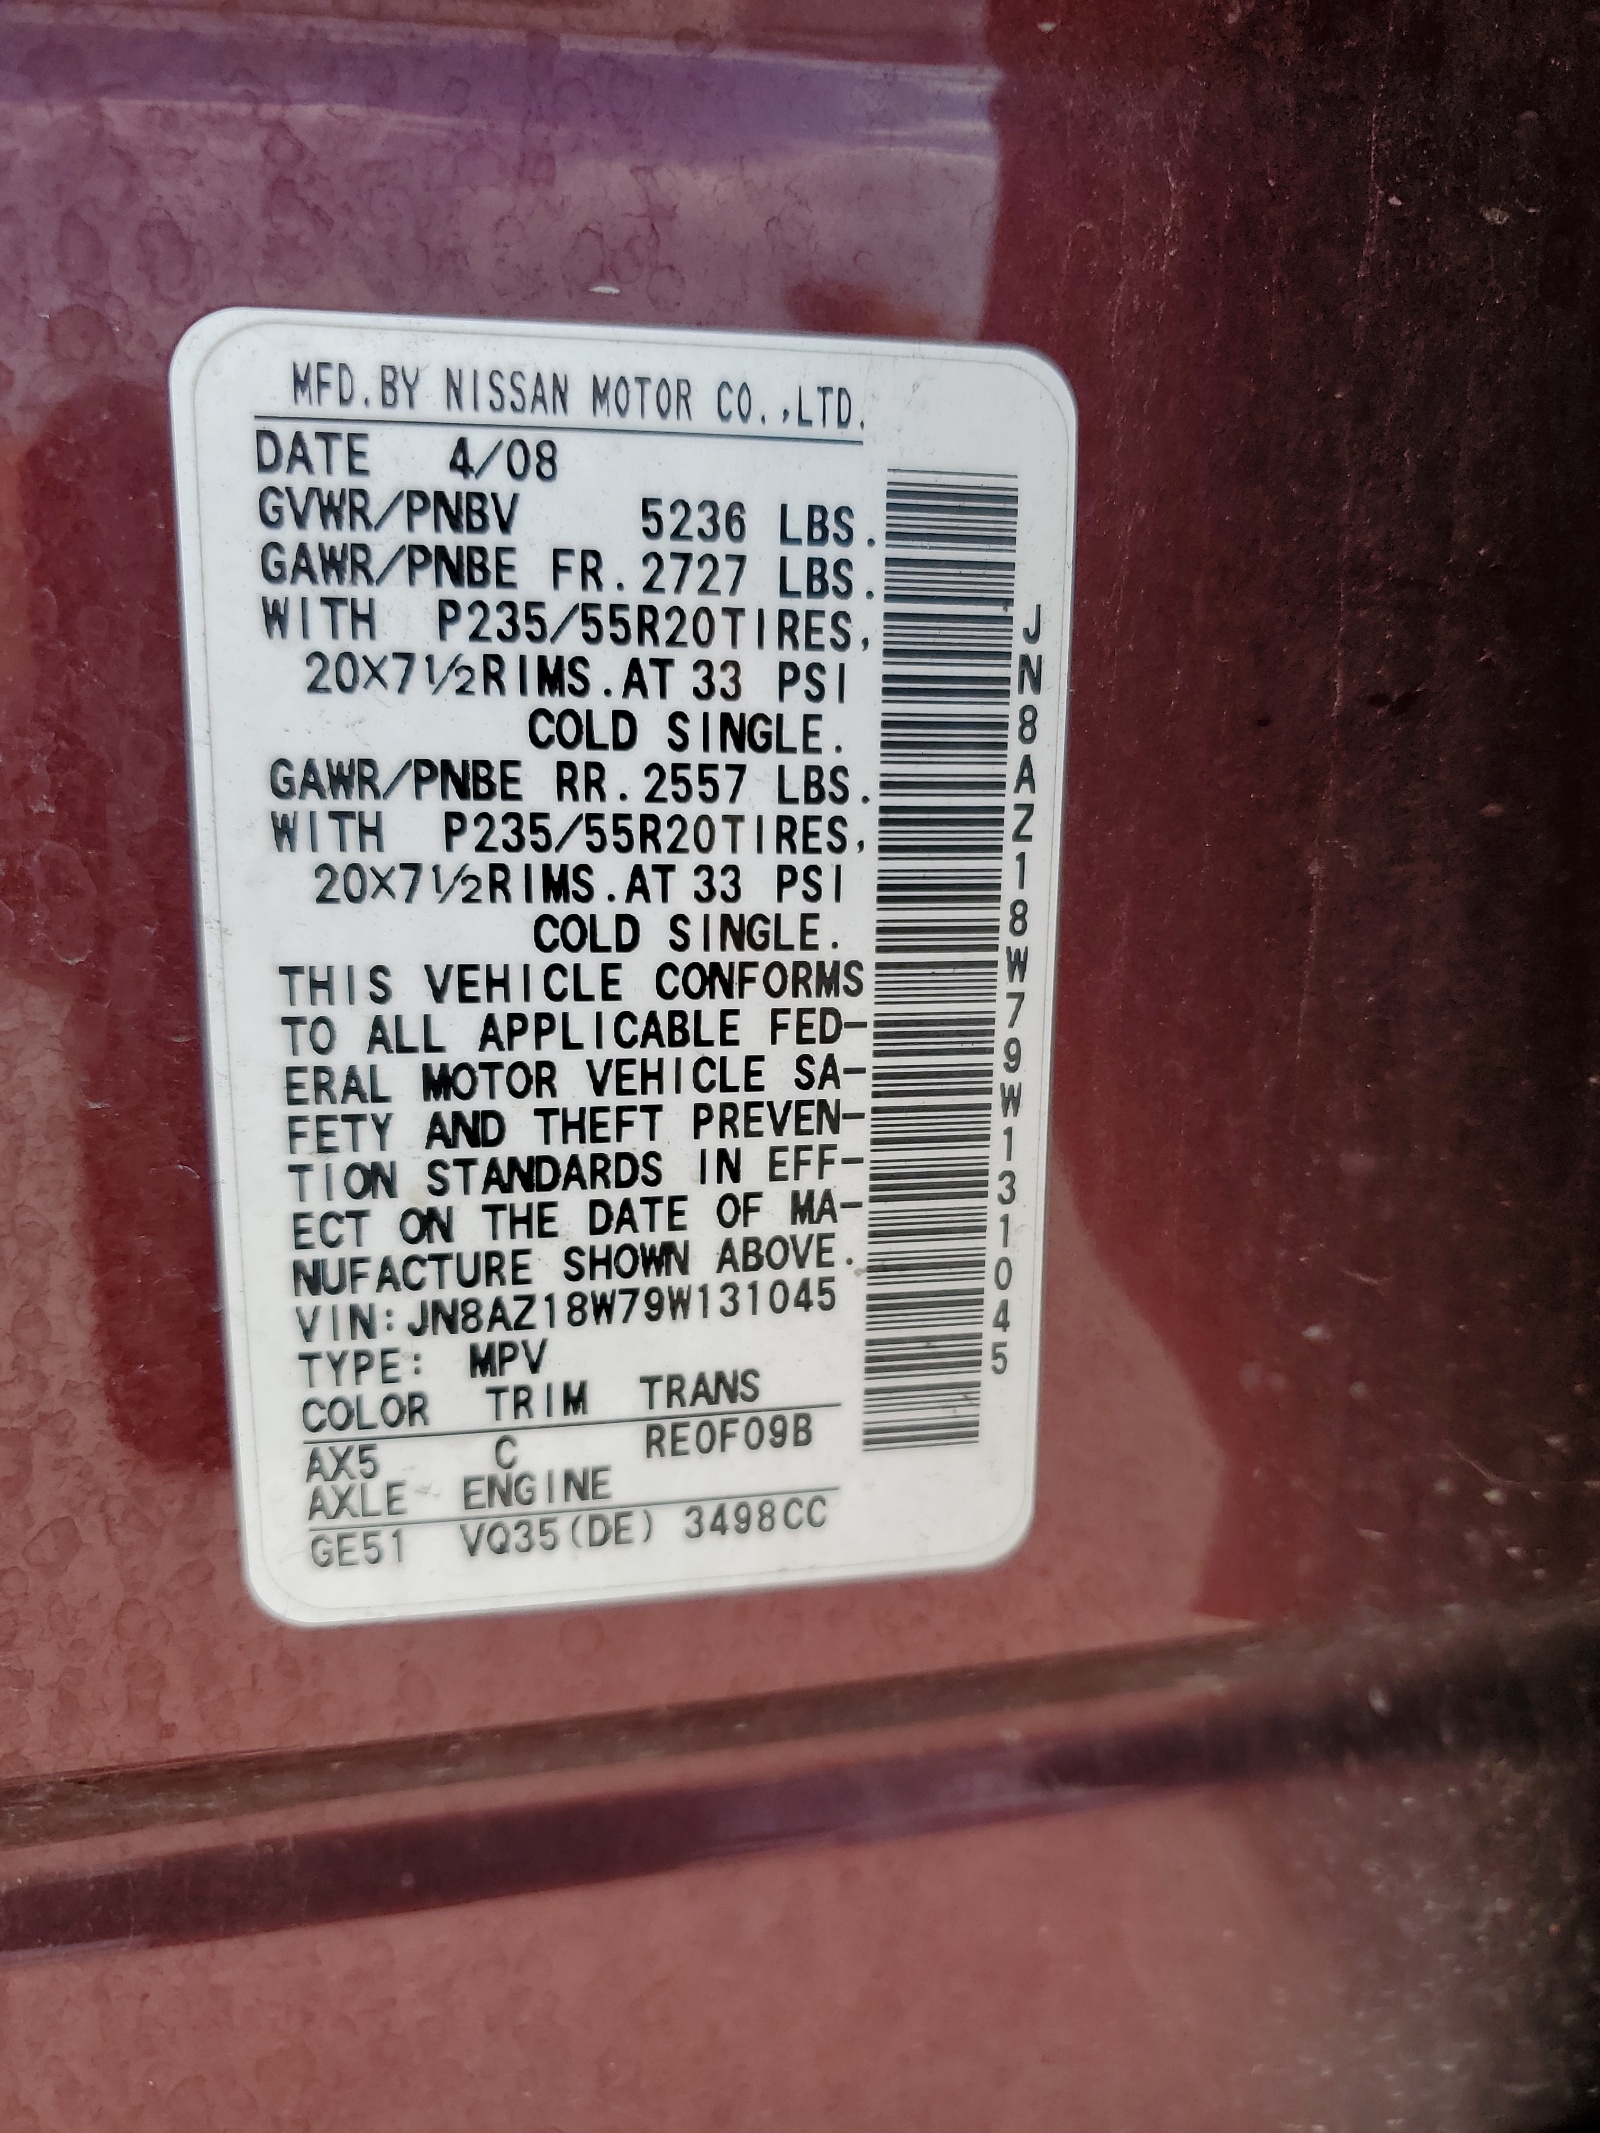 MFD.BY NISSAN MOTOR CO.,LTD.
DATE 4/08
GVWR/PNBV 5236 LBS.
GAWR/PNBE FR.2727 LBS.
WITH P235/55R20TIRES,
20X7½RIMS.AT 33 PSI
COLD SINGLE.
GAWR/PNBE RR.2557 LBS.
WITH P235/55R20TIRES,
20X7½RIMS.AT 33 PSI
COLD SINGLE.
THIS VEHICLE CONFORMS
TO ALL APPLICABLE FED-
ERAL MOTOR VEHICLE SA-
FETY AND THEFT PREVEN-
TION STANDARDS IN EFF-
ECT ON THE DATE OF MA-
NUFACTURE SHOWN ABOVE.
VIN:JN8AZ18W79W131045
TYPE: MPV
COLOR TRIM TRANS
AX5 C RE0F09B
AXLE ENGINE
GE51 VQ35(DE) 3498CC
JN8AZ18W79W131045